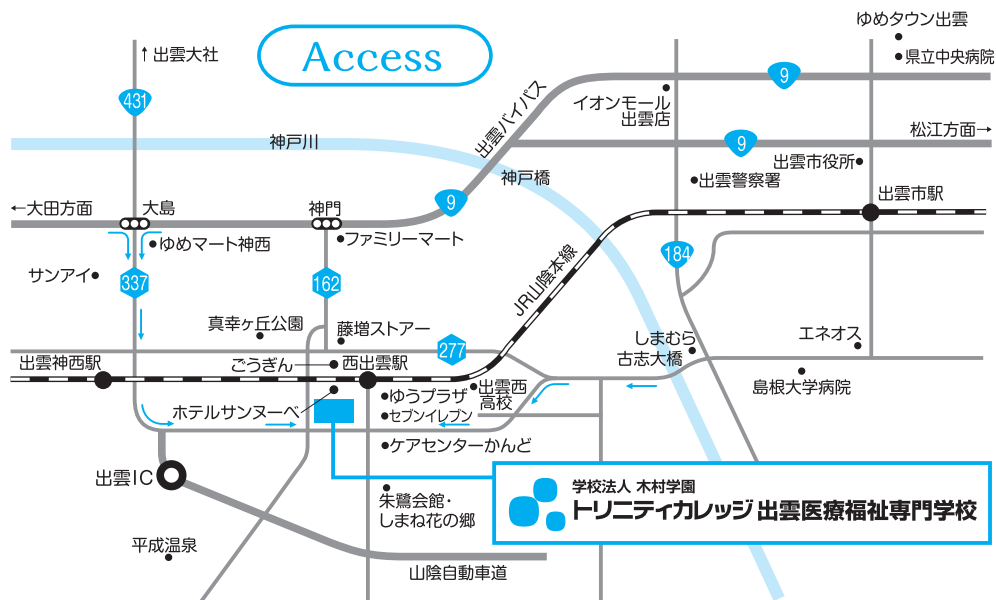 ゆめタウン出雲
県立中央病院
↑出雲大社
Access
431
9
イオンモール
出雲店
出雲バイパス
神戸川
9
松江方面→
出雲市役所
神戸橋
出雲警察署
出雲市駅
←大田方面
大島
神門
9
ゆめマート神西
ファミリーマート
184
サンアイ
337
162
JR山陰本線
真幸ヶ丘公園
藤増ストアー
しまむら
エネオス
277
古志大橋
出雲神西駅
ごうぎん
西出雲駅
島根大学病院
出雲西
高校
ゆうプラザ
ホテルサンヌーベ
セブンイレブン
ケアセンターかんど
出雲IC
朱鷺会館・
しまね花の郷
学校法人 木村学園
トリニティカレッジ 出雲医療福祉専門学校
平成温泉
山陰自動車道